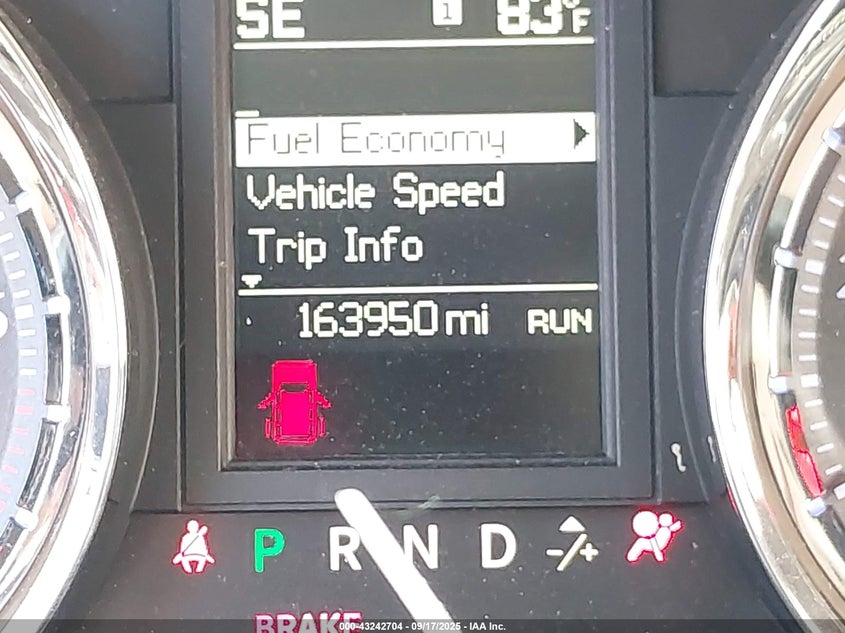 SE 1 83°F
Fuel Economy
Vehicle Speed
Trip Info
163950 mi RUN
P R N D -/+
BRAKE
000-43242704 - 09/17/2025 - IAA Inc.